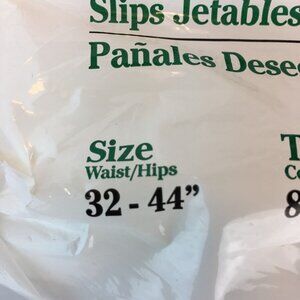 Slips Jetables
Pañales Dese
Size
Waist/Hips
32 - 44”